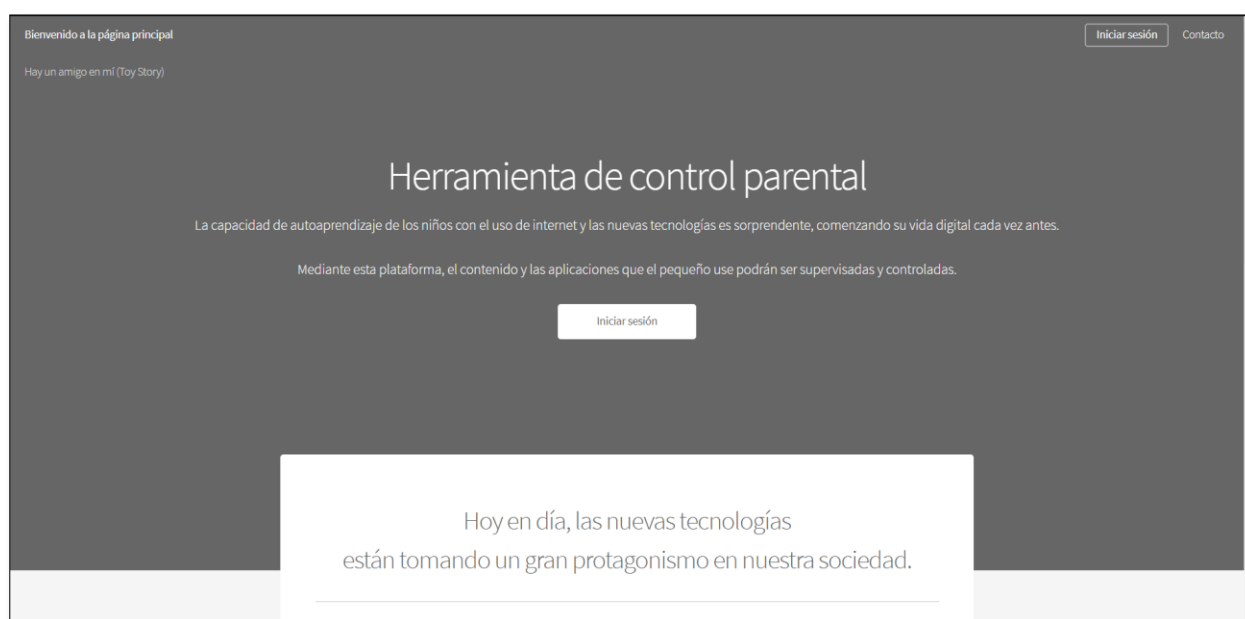 Bienvenido a la página principal
Iniciar sesión
Contacto
Hay un amigo en mí (Toy Story)
Herramienta de control parental
La capacidad de autoaprendizaje de los niños con el uso de internet y las nuevas tecnologías es sorprendente, comenzando su vida digital cada vez antes.
Mediante esta plataforma, el contenido y las aplicaciones que el pequeño use podrán ser supervisadas y controladas.
Iniciar sesión
Hoy en día, las nuevas tecnologías
están tomando un gran protagonismo en nuestra sociedad.